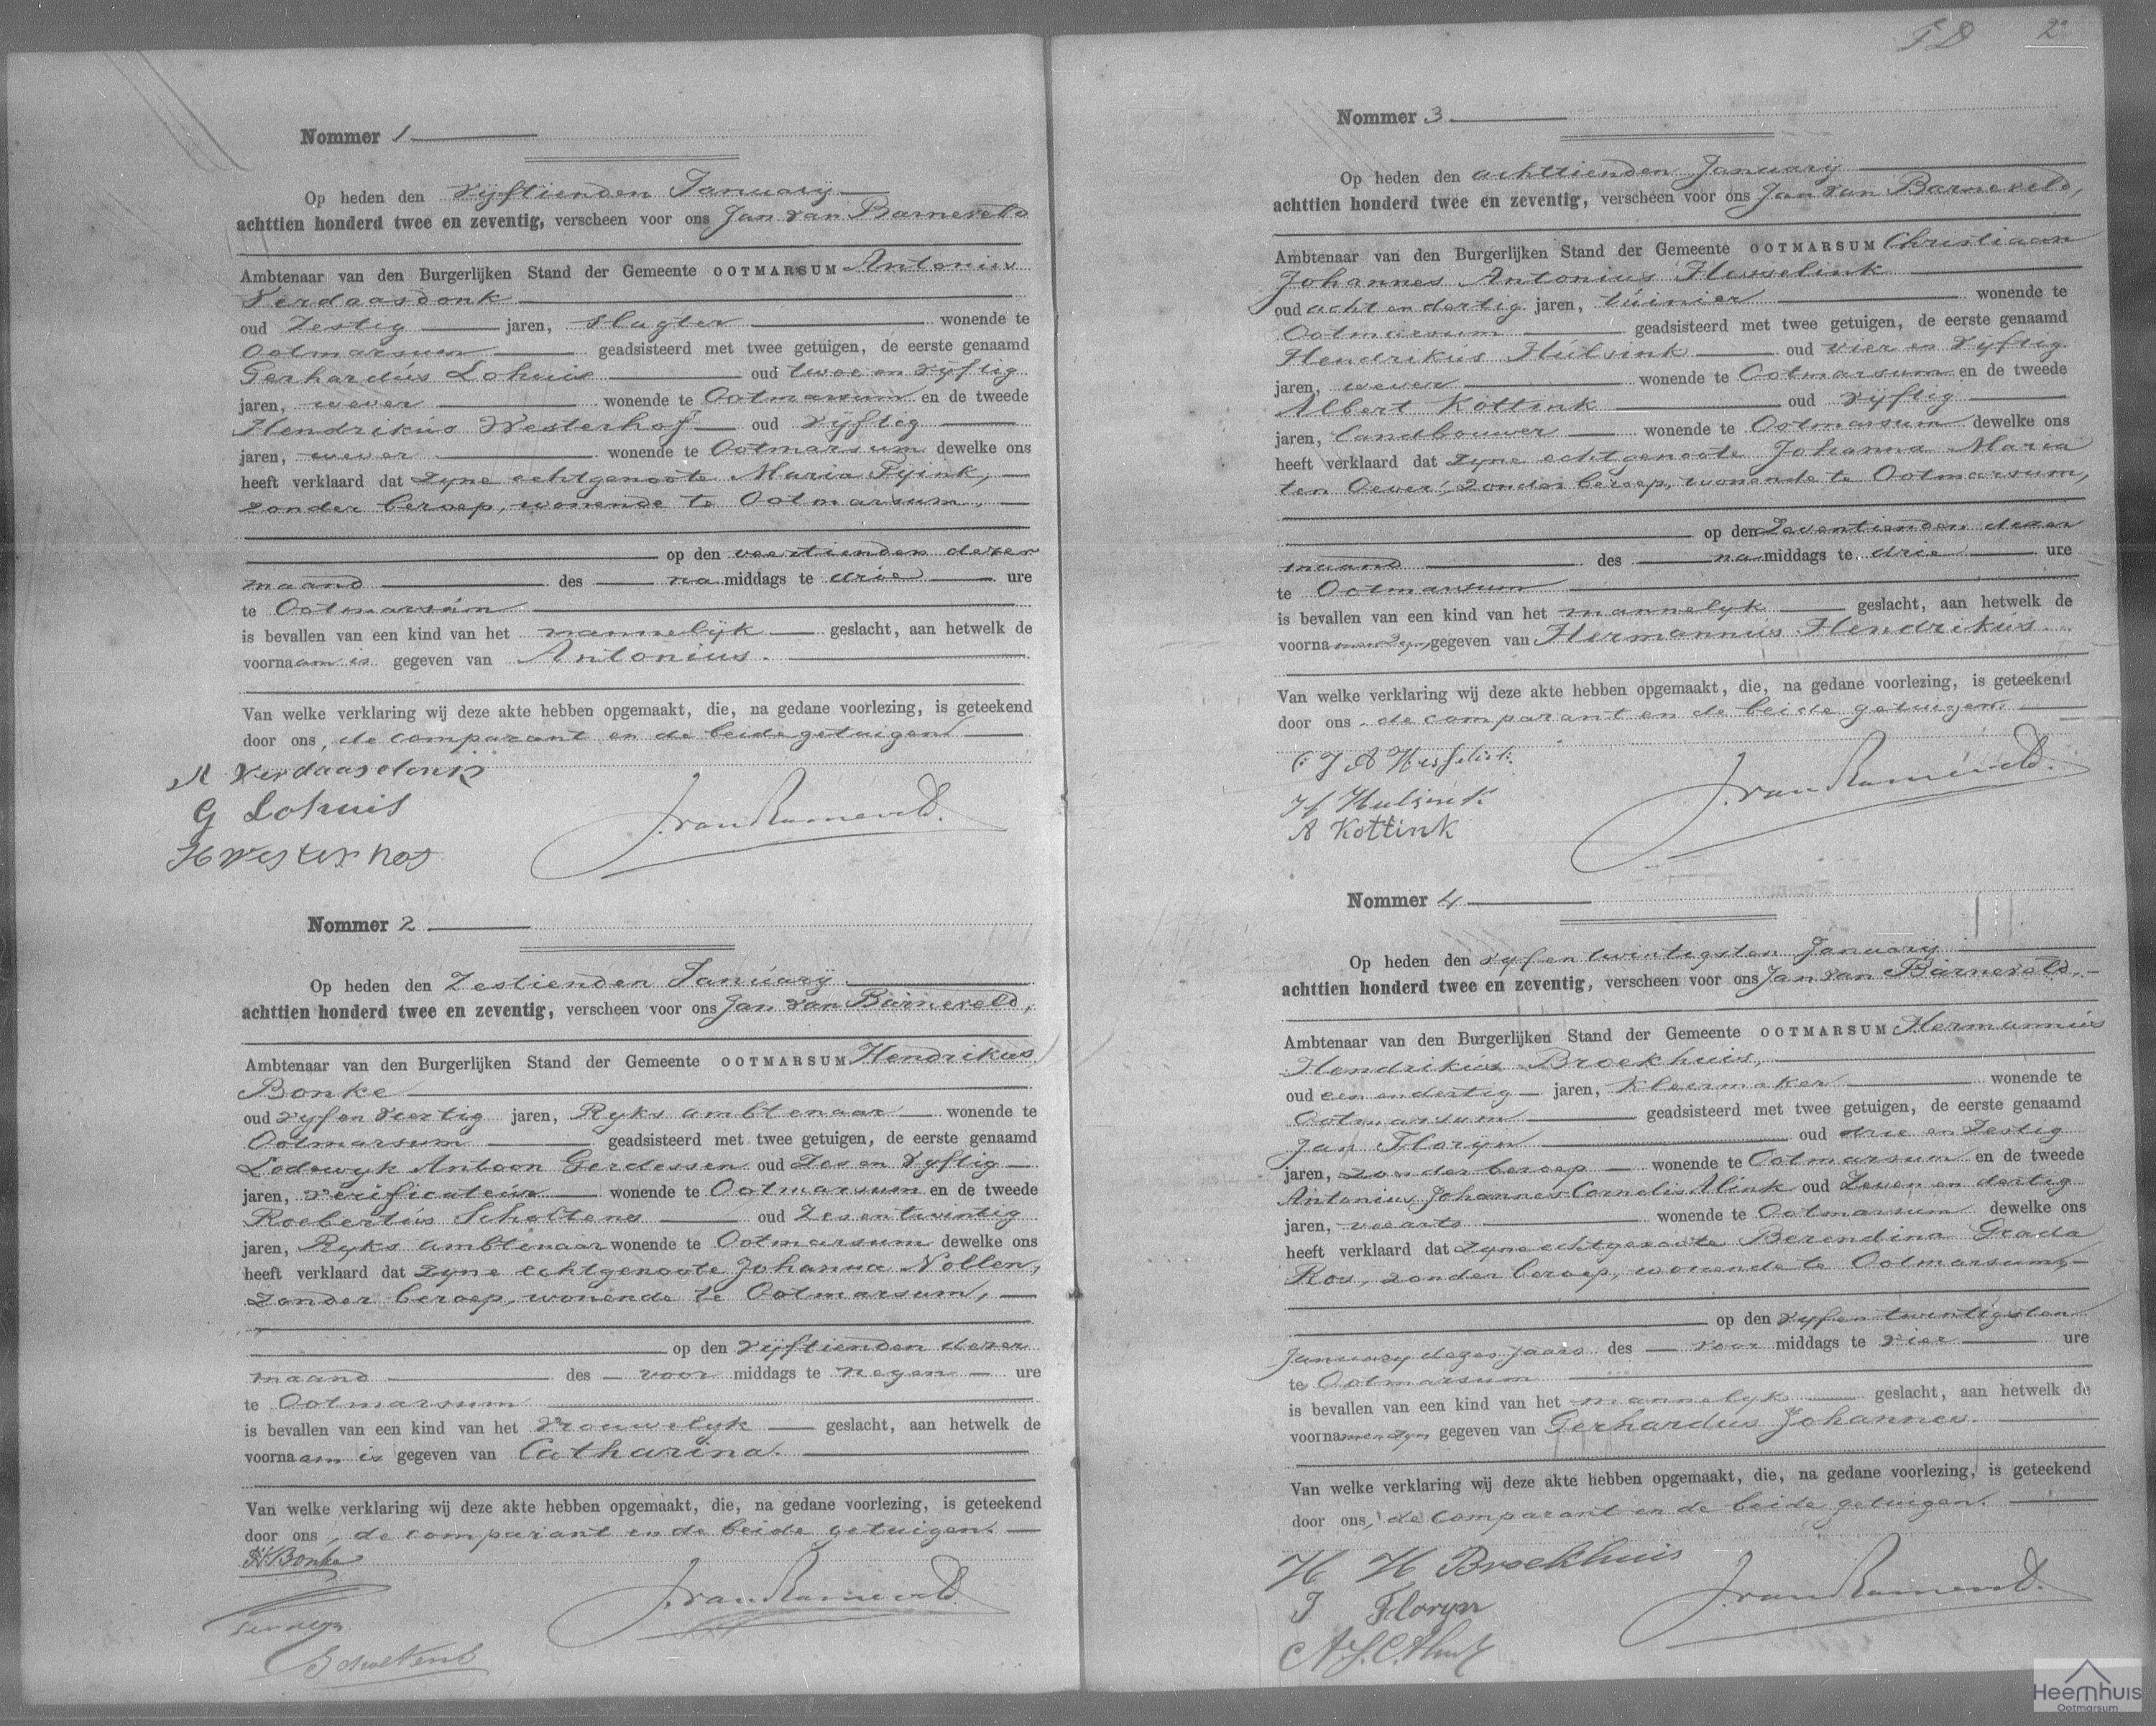 Nommer 1
Op heden den vijftienden Januarij
achttien honderd twee en zeventig, verscheen voor ons Jan van Barneveld
Ambtenaar van den Burgerlijken Stand der Gemeente OOTMARSUM Antonius
Verdaasdonk
oud Zestig jaren, slagter wonende te
Ootmarsum geadsisteerd met twee getuigen, de eerste genaamd
Gerhardus Lohuis oud twee en vyftig
jaren, wever wonende te Ootmarsum en de tweede
Hendrikus Westerhof oud vijftig
jaren, wever wonende te Ootmarsum dewelke ons
heeft verklaard dat zyne echtgenoote Maria Pijink,
zonder beroep, wonende te Ootmarsum,
op den veertienden dezer
maand des na middags te drie ure
te Ootmarsum
is bevallen van een kind van het mannelijk geslacht, aan hetwelk de
voornaam is gegeven van Antonius.
Van welke verklaring wij deze akte hebben opgemaakt, die, na gedane voorlezing, is geteekend
door ons, de comparant en de beide getuigen
A Verdaasdonk
G Lohuis
H Westerhof
J. van Barneveld.
Nommer 2
Op heden den Zestienden Januarij
achttien honderd twee en zeventig, verscheen voor ons Jan van Barneveld,
Ambtenaar van den Burgerlijken Stand der Gemeente OOTMARSUM Hendrikus
Bonke
oud vyf en veertig jaren, Ryks ambtenaar wonende te
Ootmarsum geadsisteerd met twee getuigen, de eerste genaamd
Lodewyk Antoon Gerdessen oud Zes en vyftig
jaren, verificateur wonende te Ootmarsum en de tweede
Roebertus Scholtens oud Zes en twintig
jaren, Ryks ambtenaar wonende te Ootmarsum dewelke ons
heeft verklaard dat zyne echtgenoote Johanna Nollen,
zonder beroep, wonende te Ootmarsum,
op den vijftienden dezer
maand des voor middags te negen ure
te Ootmarsum
is bevallen van een kind van het vrouwelyk geslacht, aan hetwelk de
voornaam is gegeven van Catharina.
Van welke verklaring wij deze akte hebben opgemaakt, die, na gedane voorlezing, is geteekend
door ons, de comparant en de beide getuigen.
H Bonke
Scholtens
J. van Barneveld.
2
Nommer 3
Op heden den achttienden Januarij
achttien honderd twee en zeventig, verscheen voor ons Jan van Barneveld,
Ambtenaar van den Burgerlijken Stand der Gemeente OOTMARSUM Christiaan
Johannes Antonius Hesselink
oud acht en dertig jaren, tuinier wonende te
Ootmarsum geadsisteerd met twee getuigen, de eerste genaamd
Hendrikus Hulsink oud vier en vyftig
jaren, wever wonende te Ootmarsum en de tweede
Albert Kottink oud vyftig
jaren, landbouwer wonende te Ootmarsum dewelke ons
heeft verklaard dat zyne echtgenoote Johanna Maria
ten Oever, zonder beroep, wonende te Ootmarsum,
op den Zeventienden dezer
maand des na middags te drie ure
te Ootmarsum
is bevallen van een kind van het mannelyk geslacht, aan hetwelk de
voornamen zyn gegeven van Hermannus Hendrikus.
Van welke verklaring wij deze akte hebben opgemaakt, die, na gedane voorlezing, is geteekend
door ons, de comparant en de beide getuigen.
C J A Hesselink
H Hulsink
A Kottink
J. van Barneveld.
Nommer 4
Op heden den vyf en twintigsten Januarij
achttien honderd twee en zeventig, verscheen voor ons Jan van Barneveld,
Ambtenaar van den Burgerlijken Stand der Gemeente OOTMARSUM Hermannus
Hendrikus Broekhuis,
oud een en dertig jaren, Kleermaker wonende te
Ootmarsum geadsisteerd met twee getuigen, de eerste genaamd
Jan Floryn oud drie en Zestig
jaren, zonder beroep wonende te Ootmarsum en de tweede
Antonius Johannes Cornelis Alink oud Zeven en dertig
jaren, veearts wonende te Ootmarsum dewelke ons
heeft verklaard dat zyne echtgenoote Berendina Grada
Ros, zonder beroep, wonende te Ootmarsum,
op den vyf en twintigsten
January dezes jaars des voor middags te vier ure
te Ootmarsum
is bevallen van een kind van het mannelyk geslacht, aan hetwelk de
voornamen zyn gegeven van Gerhardus Johannes.
Van welke verklaring wij deze akte hebben opgemaakt, die, na gedane voorlezing, is geteekend
door ons, de comparant en de beide getuigen.
H H Broekhuis
J Floryn
A. J. C. Alink
J. van Barneveld.
Heemhuis
Ootmarsum